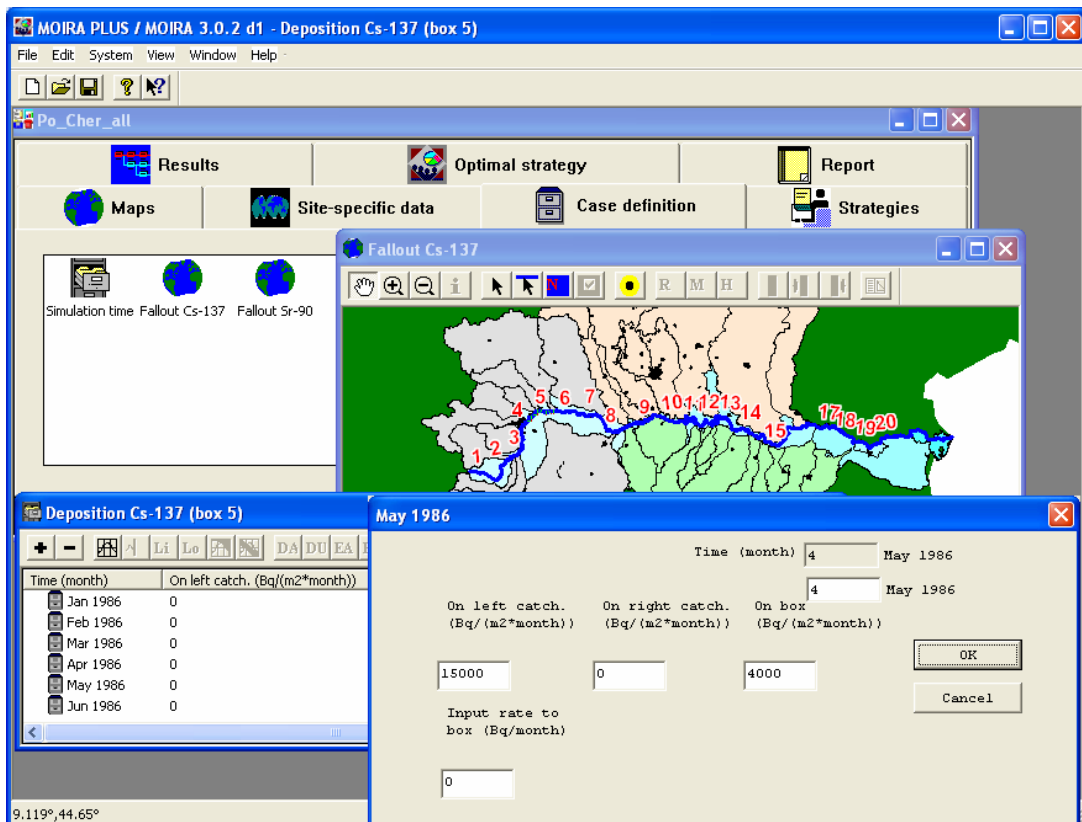 MOIRA PLUS / MOIRA 3.0.2 d1 - Deposition Cs-137 (box 5)
File Edit System View Window Help
Po_Cher_all
Results Optimal strategy Report
Maps Site-specific data Case definition Strategies
Fallout Cs-137
N R M H
Simulation time Fallout Cs-137 Fallout Sr-90
1 2 3 4 5 6 7 8 9 10 11 12 13 14 15 17 18 19 20
Deposition Cs-137 (box 5)
Li Lo DA DU EA
Time (month) On left catch. (Bq/(m2*month))
Jan 1986 0
Feb 1986 0
Mar 1986 0
Apr 1986 0
May 1986 0
Jun 1986 0
May 1986
Time (month) 4 May 1986
4 May 1986
On left catch. On right catch. On box
(Bq/(m2*month)) (Bq/(m2*month)) (Bq/(m2*month))
OK
15000 0 4000
Cancel
Input rate to
box (Bq/month)
0
9.119°,44.65°